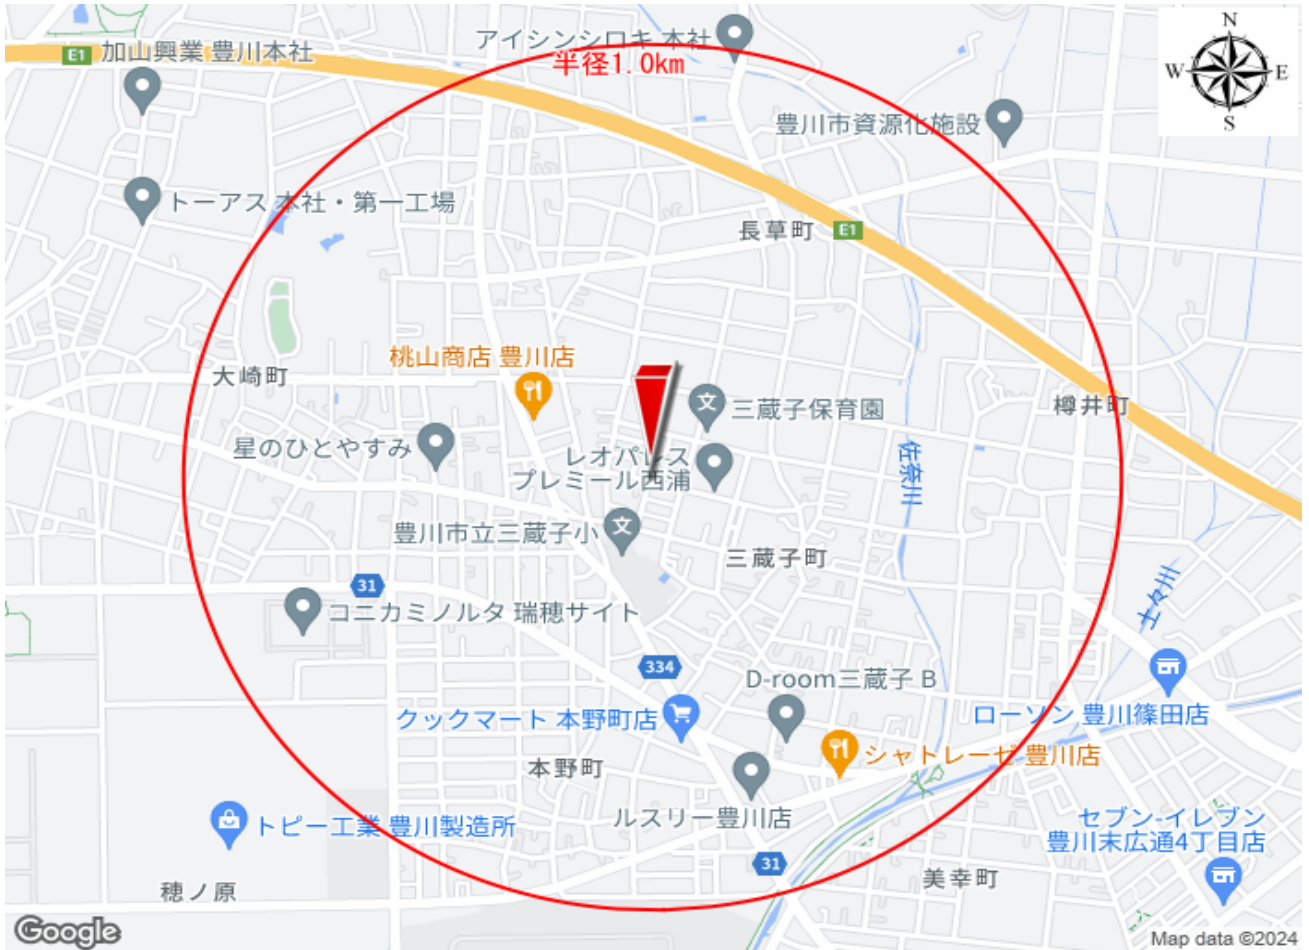 アイシンシロキ 本社
N
E1
加山興業 豊川本社
半径1.0km
W
E
S
豊川市資源化施設
トーアス 本社・第一工場
長草町
E1
桃山商店 豊川店
大崎町
三蔵子保育園
樽井町
星のひとやすみ
レオパレス
プレミール西浦
佐奈川
豊川市立三蔵子小
三蔵子町
31
コニカミノルタ 瑞穂サイト
334
D-room三蔵子 B
クックマート 本野町店
ローソン 豊川篠田店
シャトレーゼ 豊川店
本野町
ルスリー豊川店
トピー工業 豊川製造所
セブン-イレブン
豊川末広通4丁目店
31
美幸町
穂ノ原
Google
Map data ©2024